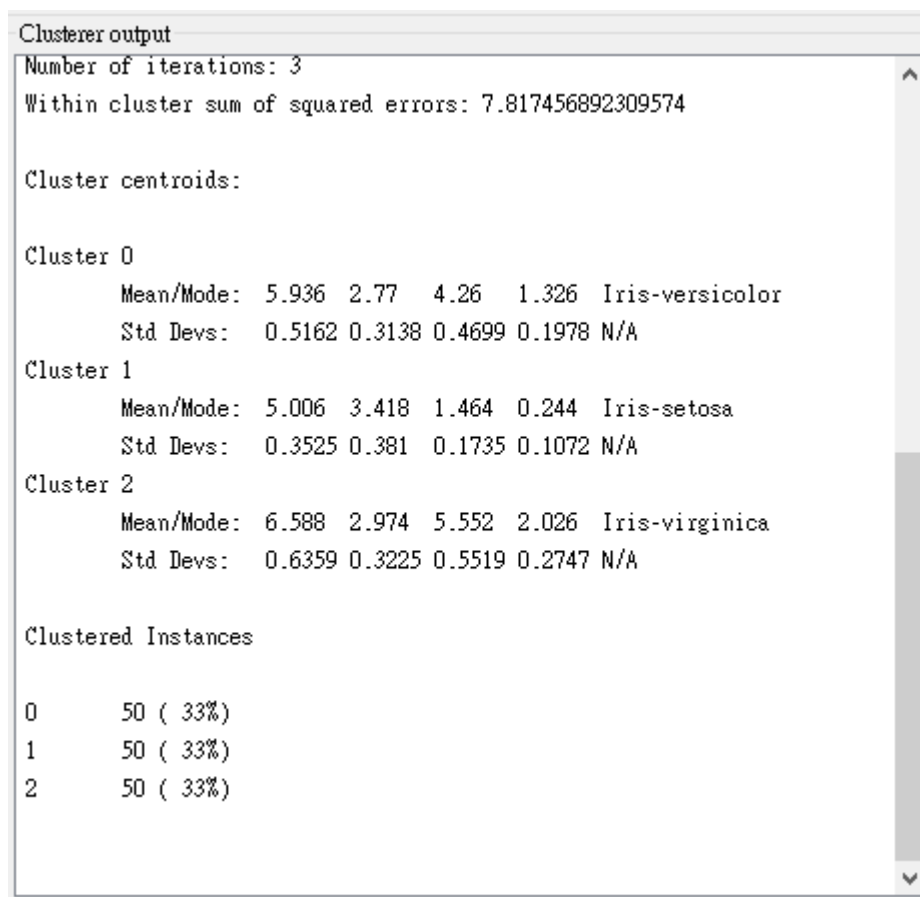 Clusterer output
Number of iterations: 3
Within cluster sum of squared errors: 7.817456892309574
Cluster centroids:
Cluster 0
Mean/Mode: 5.936 2.77 4.26 1.326 Iris-versicolor
Std Devs: 0.5162 0.3138 0.4699 0.1978 N/A
Cluster 1
Mean/Mode: 5.006 3.418 1.464 0.244 Iris-setosa
Std Devs: 0.3525 0.381 0.1735 0.1072 N/A
Cluster 2
Mean/Mode: 6.588 2.974 5.552 2.026 Iris-virginica
Std Devs: 0.6359 0.3225 0.5519 0.2747 N/A
Clustered Instances
0 50 ( 33%)
1 50 ( 33%)
2 50 ( 33%)